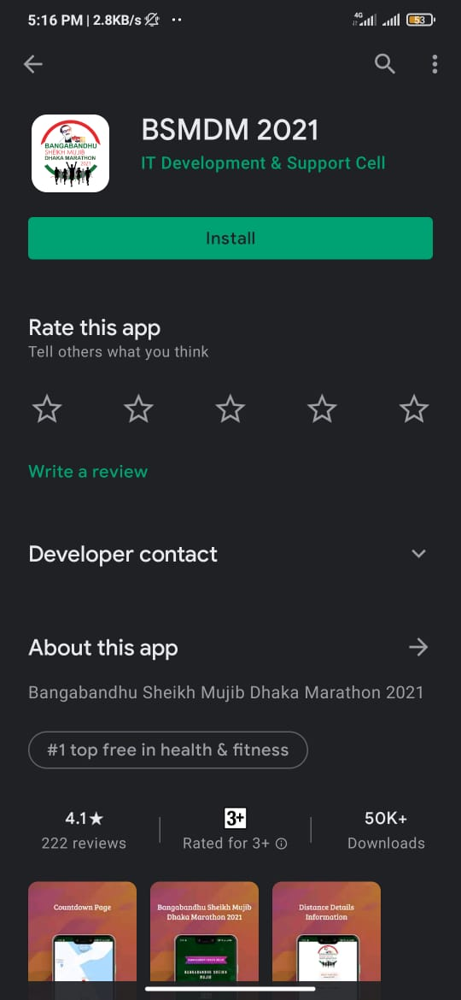 5:16 PM | 2.8KB/s
4G
53
BSMDM 2021
IT Development & Support Cell
BANGABANDHU
SHEIKH MUJIB
DHAKA MARATHON
2021
Install
Rate this app
Tell others what you think
Write a review
Developer contact
About this app
Bangabandhu Sheikh Mujib Dhaka Marathon 2021
#1 top free in health & fitness
4.1★
222 reviews
3+
Rated for 3+
50K+
Downloads
Countdown Page
Bangabandhu Sheikh Mujib
Dhaka Marathon 2021
BANGABANDHU SHEIKH
MUJIB
Distance Details
Information